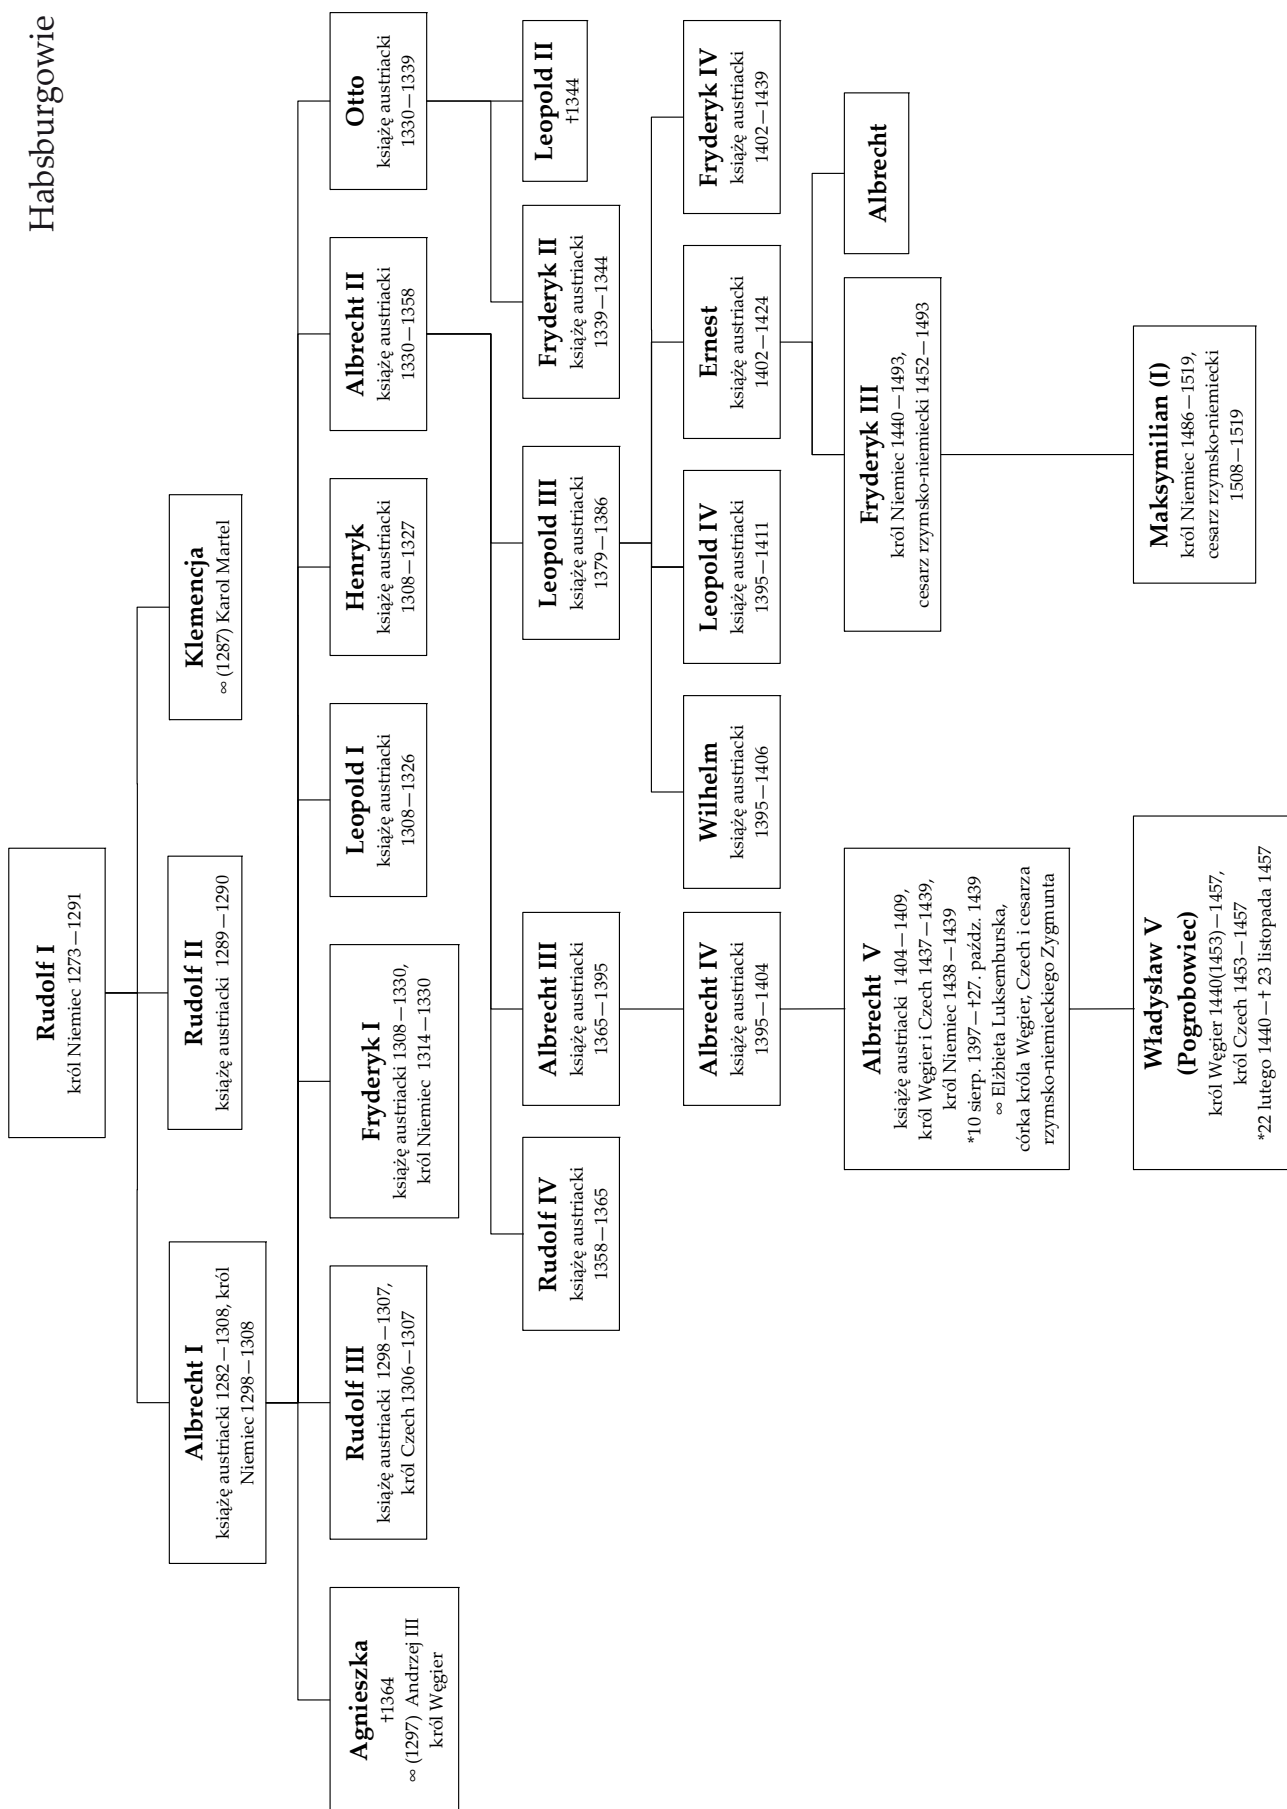 Habsburgowie
Rudolf I
król Niemiec 1273—1291
Albrecht I
książę austriacki 1282—1308, król
Niemiec 1298—1308
Rudolf II
książę austriacki 1289—1290
Klemencja
∞ (1287) Karol Martel
Agnieszka
†1364
∞ (1297) Andrzej III
król Węgier
Rudolf III
książę austriacki 1298—1307,
król Czech 1306—1307
Fryderyk I
książę austriacki 1308—1330,
król Niemiec 1314—1330
Leopold I
książę austriacki
1308—1326
Henryk
książę austriacki
1308—1327
Albrecht II
książę austriacki
1330—1358
Otto
książę austriacki
1330—1339
Rudolf IV
książę austriacki
1358—1365
Albrecht III
książę austriacki
1365—1395
Leopold III
książę austriacki
1379—1386
Fryderyk II
książę austriacki
1339—1344
Leopold II
†1344
Albrecht IV
książę austriacki
1395—1404
Wilhelm
książę austriacki
1395—1406
Leopold IV
książę austriacki
1395—1411
Ernest
książę austriacki
1402—1424
Fryderyk IV
książę austriacki
1402—1439
Albrecht V
książę austriacki 1404—1409,
król Węgier i Czech 1437—1439,
król Niemiec 1438—1439
*10 sierp. 1397—†27. paźdz. 1439
∞ Elżbieta Luksemburska,
córka króla Węgier, Czech i cesarza
rzymsko-niemieckiego Zygmunta
Fryderyk III
król Niemiec 1440—1493,
cesarz rzymsko-niemiecki 1452—1493
Albrecht
Władysław V
(Pogrobowiec)
król Węgier 1440(1453)—1457,
król Czech 1453—1457
*22 lutego 1440—† 23 listopada 1457
Maksymilian (I)
król Niemiec 1486—1519,
cesarz rzymsko-niemiecki
1508—1519